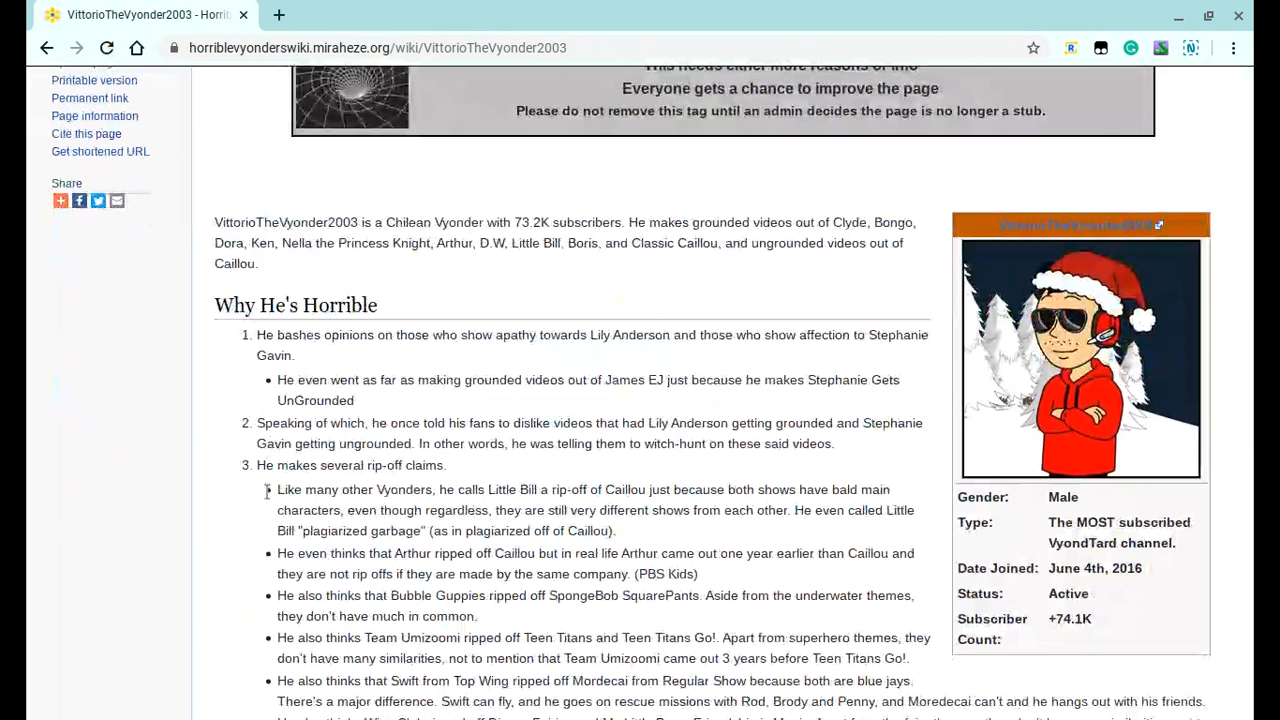 VittorioTheVyonder2003 - Horrib
horriblevyonderswiki.miraheze.org/wiki/VittorioTheVyonder2003
Printable version
Permanent link
Page information
Cite this page
Get shortened URL
Share
This needs either more reasons or info
Everyone gets a chance to improve the page
Please do not remove this tag until an admin decides the page is no longer a stub.
VittorioTheVyonder2003 is a Chilean Vyonder with 73.2K subscribers. He makes grounded videos out of Clyde, Bongo,
Dora, Ken, Nella the Princess Knight, Arthur, D.W, Little Bill, Boris, and Classic Caillou, and ungrounded videos out of
Caillou.
Why He's Horrible
1. He bashes opinions on those who show apathy towards Lily Anderson and those who show affection to Stephanie
Gavin.
• He even went as far as making grounded videos out of James EJ just because he makes Stephanie Gets
UnGrounded
2. Speaking of which, he once told his fans to dislike videos that had Lily Anderson getting grounded and Stephanie
Gavin getting ungrounded. In other words, he was telling them to witch-hunt on these said videos.
3. He makes several rip-off claims.
• Like many other Vyonders, he calls Little Bill a rip-off of Caillou just because both shows have bald main
characters, even though regardless, they are still very different shows from each other. He even called Little
Bill "plagiarized garbage" (as in plagiarized off of Caillou).
• He even thinks that Arthur ripped off Caillou but in real life Arthur came out one year earlier than Caillou and
they are not rip offs if they are made by the same company. (PBS Kids)
• He also thinks that Bubble Guppies ripped off SpongeBob SquarePants. Aside from the underwater themes,
they don't have much in common.
• He also thinks Team Umizoomi ripped off Teen Titans and Teen Titans Go!. Apart from superhero themes, they
don't have many similarities, not to mention that Team Umizoomi came out 3 years before Teen Titans Go!.
• He also thinks that Swift from Top Wing ripped off Mordecai from Regular Show because both are blue jays.
There's a major difference. Swift can fly, and he goes on rescue missions with Rod, Brody and Penny, and Moredecai can't and he hangs out with his friends.
VittorioTheVyonder2003
Gender: Male
Type: The MOST subscribed
VyondTard channel.
Date Joined: June 4th, 2016
Status: Active
Subscriber +74.1K
Count: